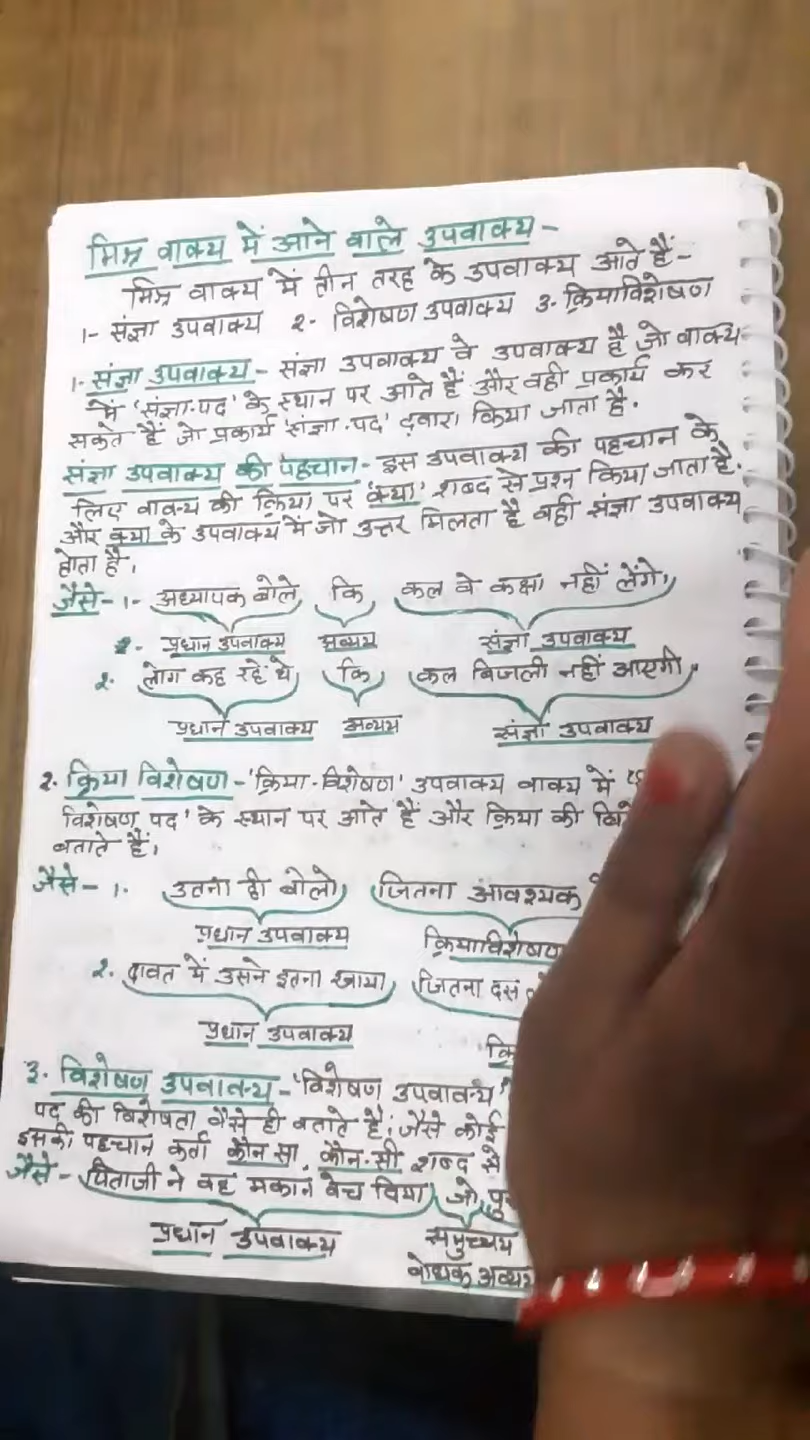 मिश्र वाक्य में आने वाले उपवाक्य -
मिश्र वाक्य में तीन तरह के उपवाक्य आते हैं -
1- संज्ञा उपवाक्य 2- विशेषण उपवाक्य 3- क्रियाविशेषण
1- संज्ञा उपवाक्य - संज्ञा उपवाक्य वे उपवाक्य है जो वाक्य
में 'संज्ञा-पद' के स्थान पर आते हैं और वही प्रकार्य कर
सकते हैं जो प्रकार्य 'संज्ञा-पद' द्वारा किया जाता है.
संज्ञा उपवाक्य की पहचान - इस उपवाक्य की पहचान के
लिए वाक्य की क्रिया पर 'क्या' शब्द से प्रश्न किया जाता है.
और क्या के उपवाक्य में जो उत्तर मिलता है वही संज्ञा उपवाक्य
होता है।
जैसे- 1- अध्यापक बोले कि कल वे कक्षा नहीं लेंगे।
प्रधान उपवाक्य अव्यय संज्ञा उपवाक्य
2. लोग कह रहे थे कि कल बिजली नहीं आएगी।
प्रधान उपवाक्य अव्यय संज्ञा उपवाक्य
2. क्रिया विशेषण - 'क्रिया-विशेषण' उपवाक्य वाक्य में
विशेषण पद' के स्थान पर आते हैं और क्रिया की
बताते हैं।
जैसे - 1. उतना ही बोलो जितना आवश्यक
प्रधान उपवाक्य क्रियाविशेषण
2. दावत में उसने इतना खाया जितना दस
प्रधान उपवाक्य
3. विशेषण उपवाक्य - 'विशेषण उपवाक्य'
पद की विशेषता वैसे ही बताते है। जैसे कोई
इसकी पहचान कर्ता कौन सा, कौन-सी शब्द से
जैसे - पिताजी ने वह मकान बेच दिया जो
प्रधान उपवाक्य समुच्चय
बोधक अव्यय